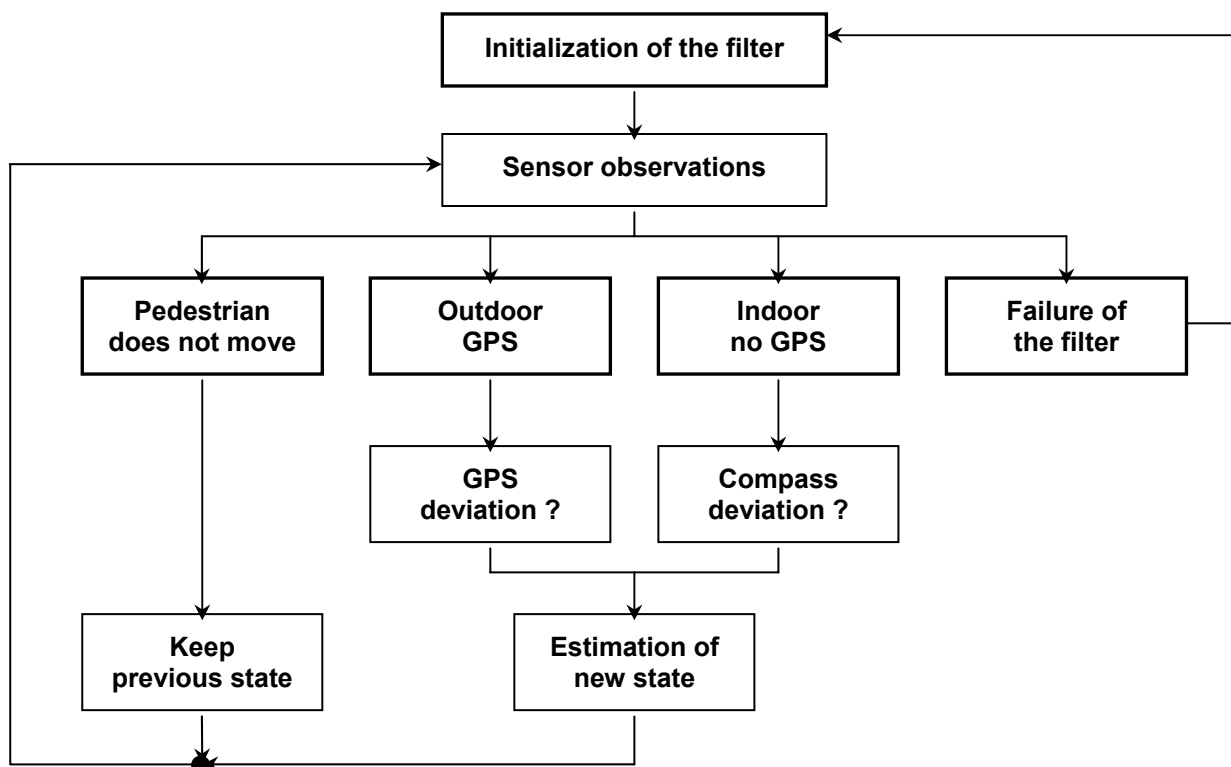 Initialization of the filter
Sensor observations
Pedestrian
does not move
Outdoor
GPS
Indoor
no GPS
Failure of
the filter
GPS
deviation ?
Compass
deviation ?
Keep
previous state
Estimation of
new state